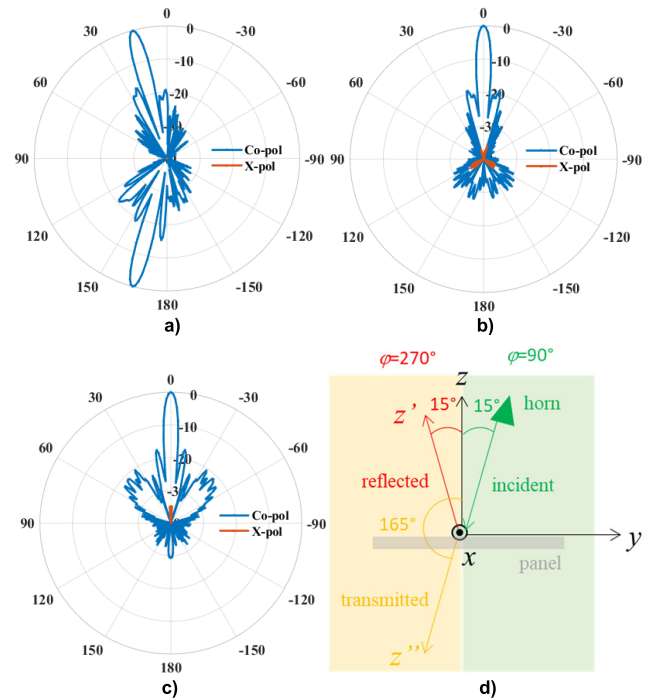 0
30
-30
60
-60
90
-90
120
-120
150
-150
180
0
-10
-20
Co-pol
X-pol
a)
0
30
-30
60
-60
90
-90
120
-120
150
-150
180
0
-10
-20
Co-pol
X-pol
b)
0
30
-30
60
-60
90
-90
120
-120
150
-150
180
0
-10
-20
Co-pol
X-pol
c)
φ=270° φ=90°
z
z' 15° 15° horn
reflected incident
165°
y
x panel
transmitted
z''
d)